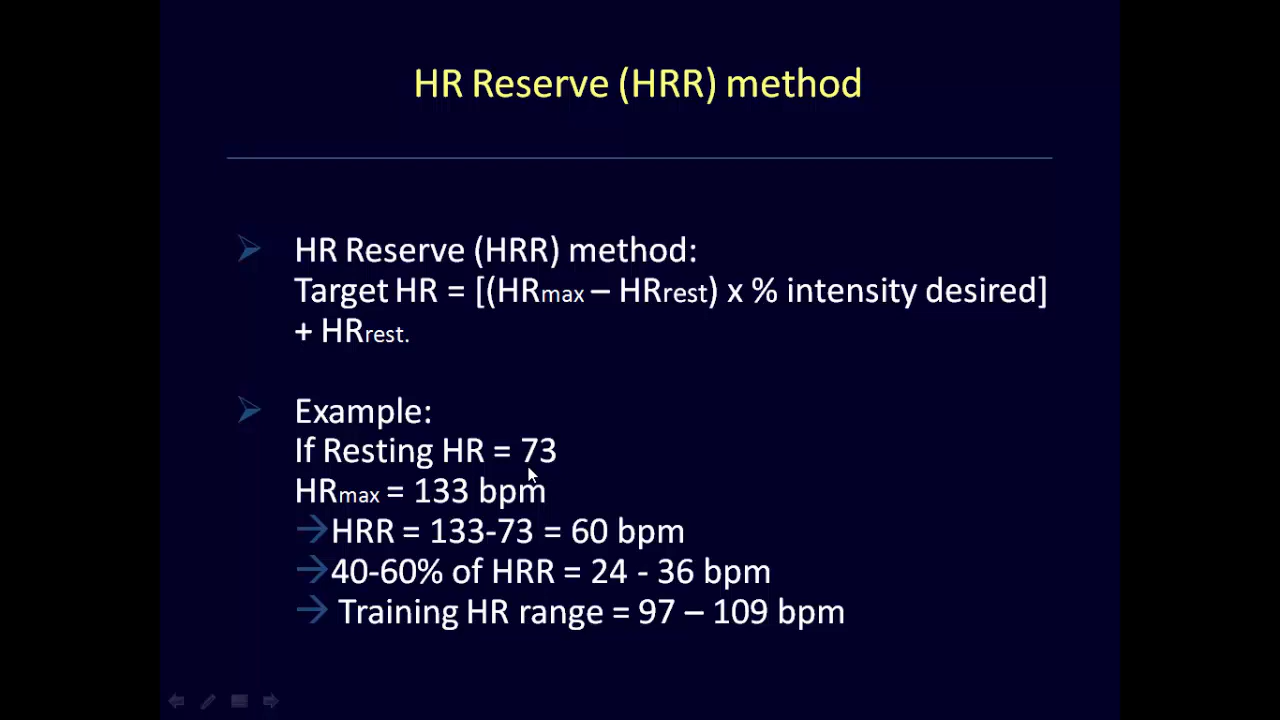 HR Reserve (HRR) method
HR Reserve (HRR) method:
Target HR = [(HRmax – HRrest) x % intensity desired]
+ HRrest.
Example:
If Resting HR = 73
HRmax = 133 bpm
HRR = 133-73 = 60 bpm
40-60% of HRR = 24 - 36 bpm
Training HR range = 97 – 109 bpm